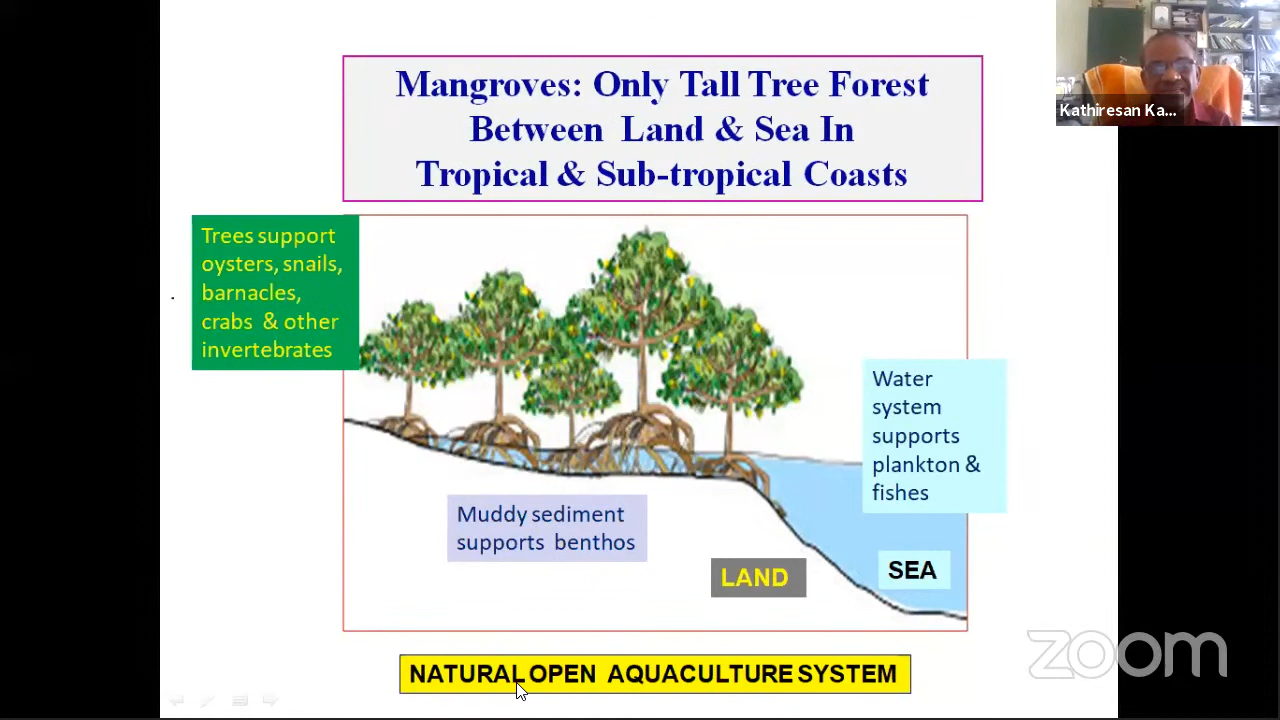 Mangroves: Only Tall Tree Forest
Between Land & Sea In
Tropical & Sub-tropical Coasts
Kathiresan Ka...
Trees support
oysters, snails,
barnacles,
crabs & other
invertebrates
Water
system
supports
plankton &
fishes
Muddy sediment
supports benthos
LAND
SEA
NATURAL OPEN AQUACULTURE SYSTEM
zoom